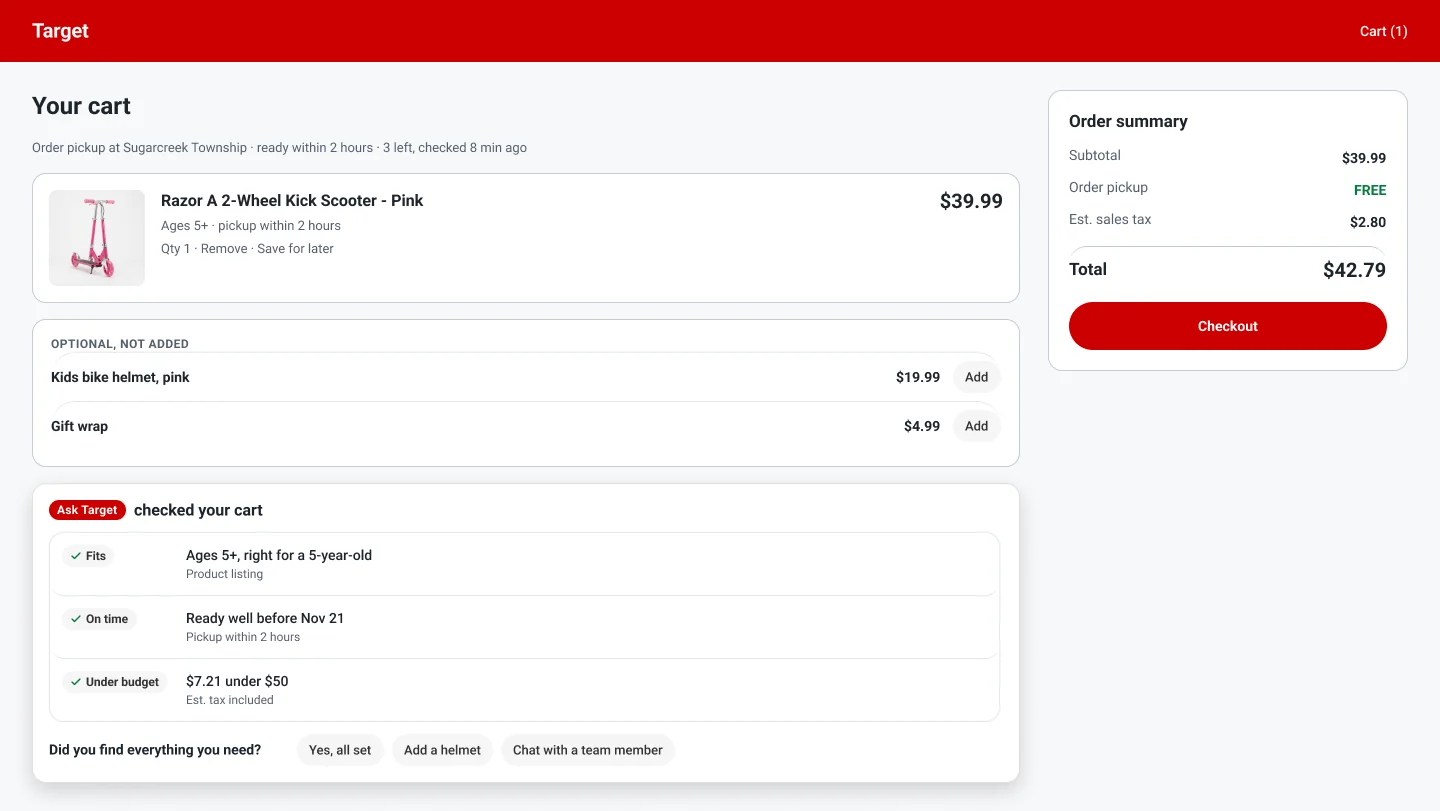 Target
Cart (1)
Your cart
Order pickup at Sugarcreek Township · ready within 2 hours · 3 left, checked 8 min ago
Razor A 2-Wheel Kick Scooter - Pink
$39.99
Ages 5+ · pickup within 2 hours
Qty 1 · Remove · Save for later
OPTIONAL, NOT ADDED
Kids bike helmet, pink
$19.99
Add
Gift wrap
$4.99
Add
Ask Target checked your cart
Fits
Ages 5+, right for a 5-year-old
Product listing
On time
Ready well before Nov 21
Pickup within 2 hours
Under budget
$7.21 under $50
Est. tax included
Did you find everything you need?
Yes, all set
Add a helmet
Chat with a team member
Order summary
Subtotal
$39.99
Order pickup
FREE
Est. sales tax
$2.80
Total
$42.79
Checkout